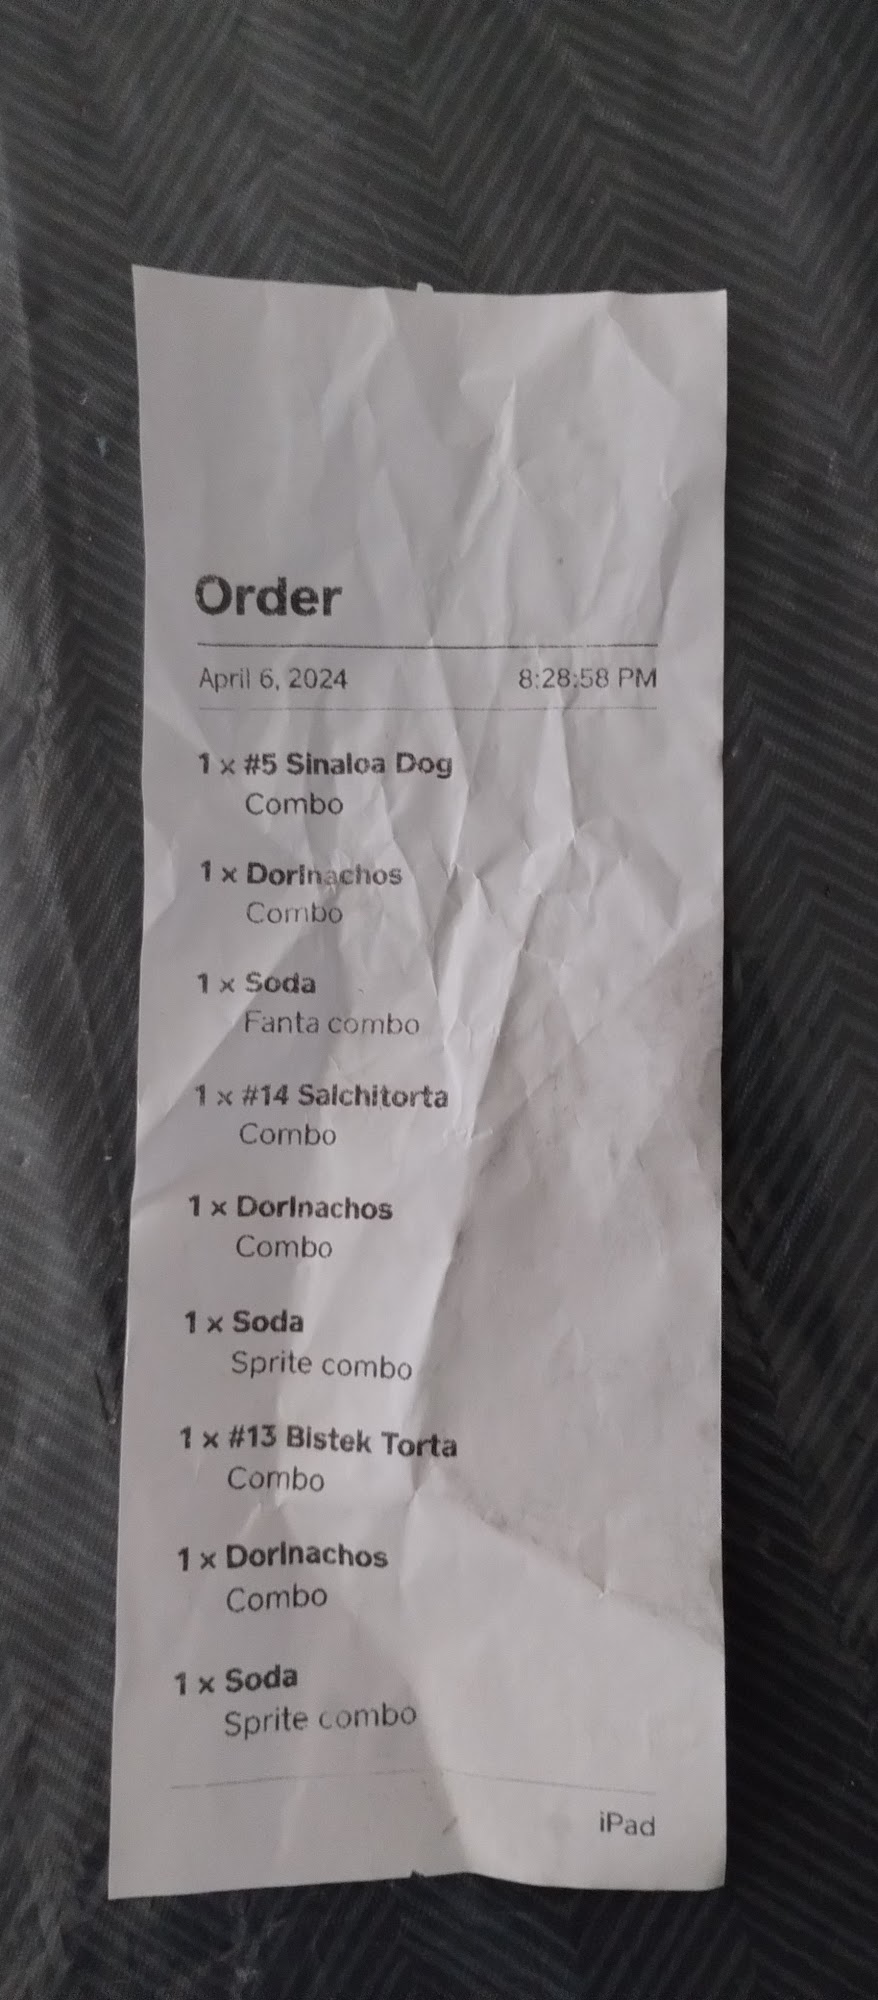 Order
April 6, 2024 8:28:58 PM
1 x #5 Sinaloa Dog
Combo
1 x Dorinachos
Combo
1 x Soda
Fanta combo
1 x #14 Salchitorta
Combo
1 x Dorinachos
Combo
1 x Soda
Sprite combo
1 x #13 Bistek Torta
Combo
1 x Dorinachos
Combo
1 x Soda
Sprite combo
iPad